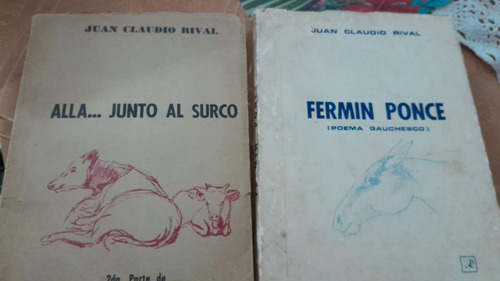 JUAN CLAUDIO RIVAL
ALLA... JUNTO AL SURCO
2da. Parte de
JUAN CLAUDIO RIVAL
FERMIN PONCE
(POEMA GAUCHESCO)